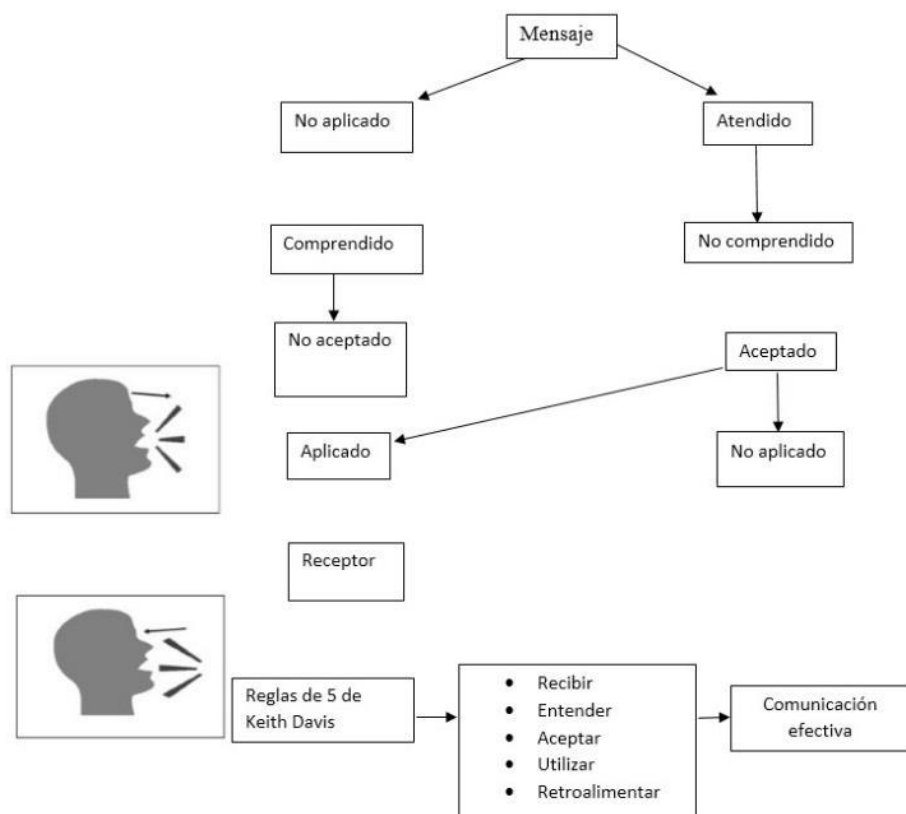 Mensaje
No aplicado
Atendido
Comprendido
No comprendido
No aceptado
Aceptado
Aplicado
No aplicado
Receptor
Reglas de 5 de
Keith Davis
• Recibir
• Entender
• Aceptar
• Utilizar
• Retroalimentar
Comunicación
efectiva